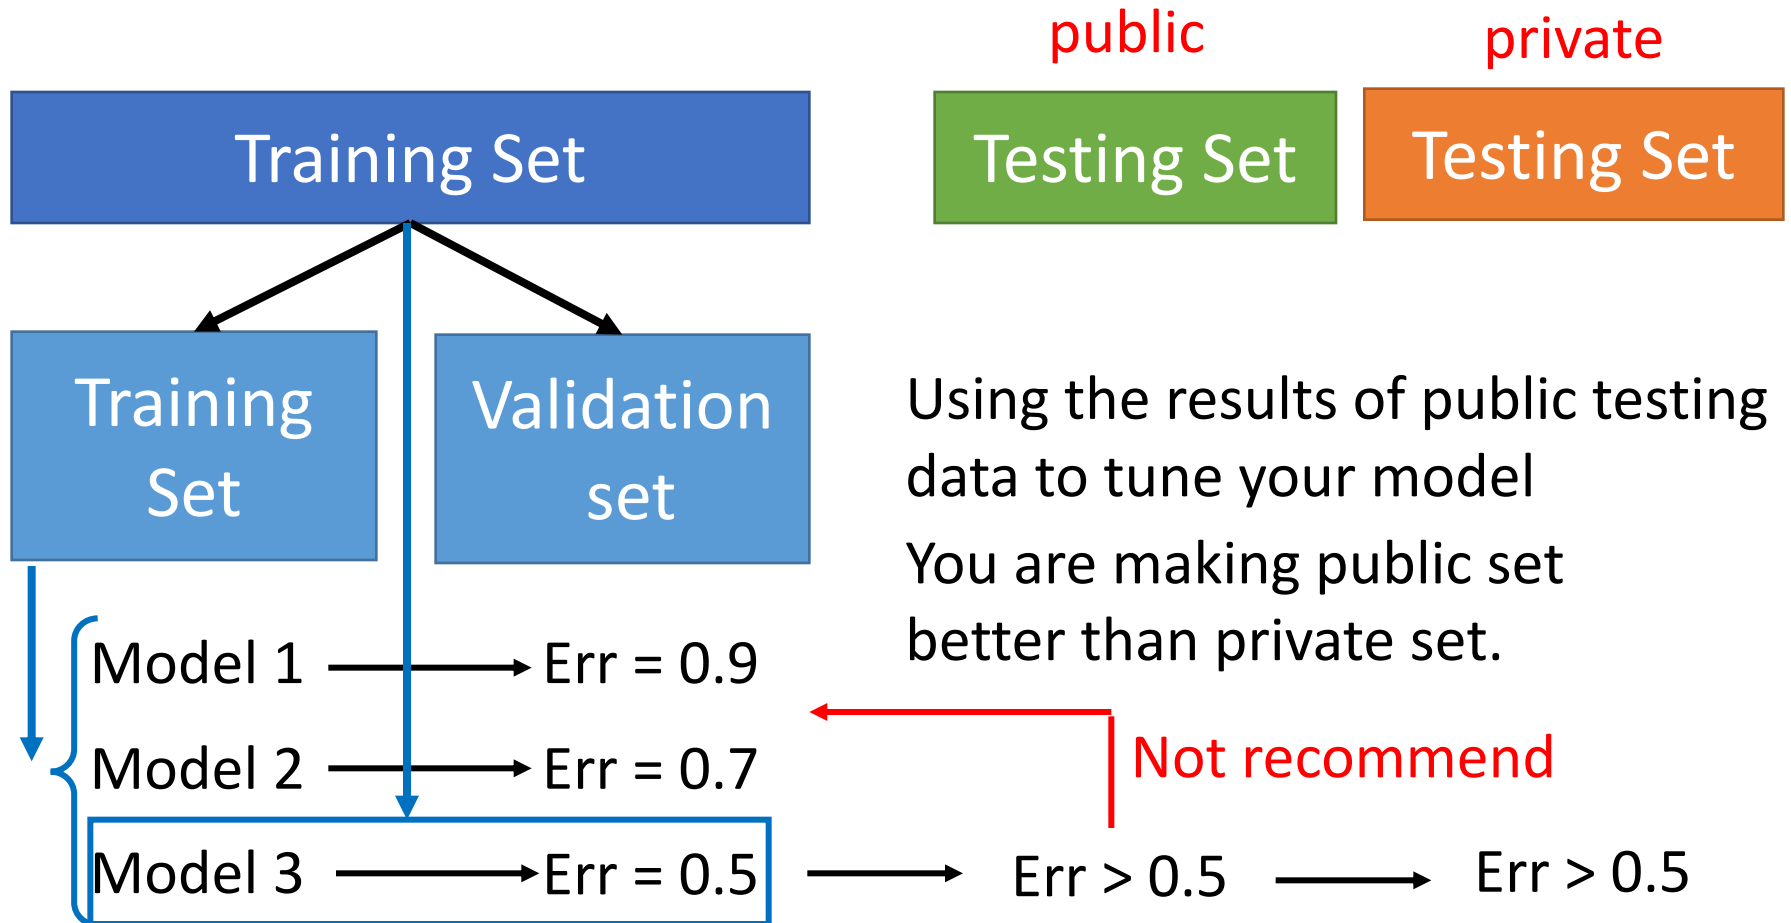 public
private
Training Set
Testing Set
Testing Set
Training
Set
Validation
set
Using the results of public testing
data to tune your model
You are making public set
better than private set.
Model 1
Err = 0.9
Not recommend
Model 2
Err = 0.7
Model 3
Err = 0.5
Err > 0.5
Err > 0.5